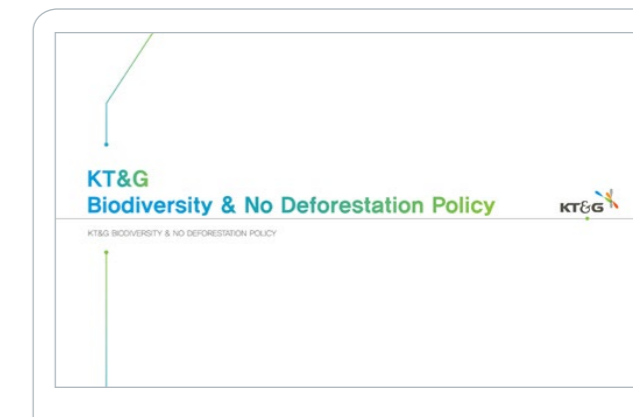 KT&G
Biodiversity & No Deforestation Policy
KT&G
KT&G BIODIVERSITY & NO DEFORESTATION POLICY